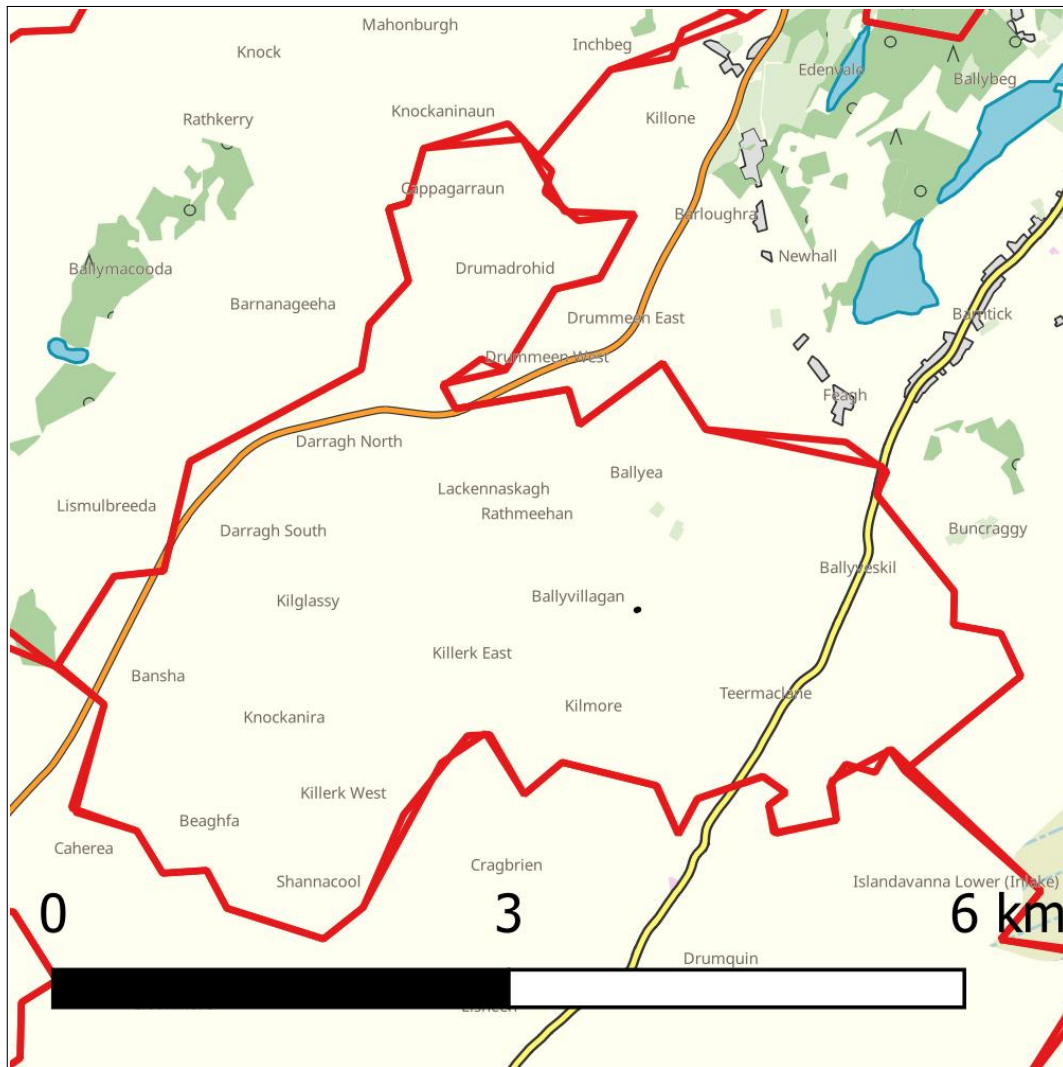 Mahonburgh
Inchbeg
Knock
Edenvale
Ballybeg
Knockaninaun
Rathkerry
Killone
Cappagarraun
Barloughra
Newhall
Ballymacooda
Drumadrohid
Barnanageeha
Drummeen East
Barntick
Drummeen West
Feagh
Darragh North
Ballyea
Lackennaskagh
Lismulbreeda
Rathmeehan
Darragh South
Buncraggy
Ballyveskil
Ballyvillagan
Kilglassy
Killerk East
Bansha
Teermaclane
Kilmore
Knockanira
Killerk West
Beaghfa
Caherea
Cragbrien
Shannacool
Islandavanna Lower (Intake)
0 3 6 km
Drumquin